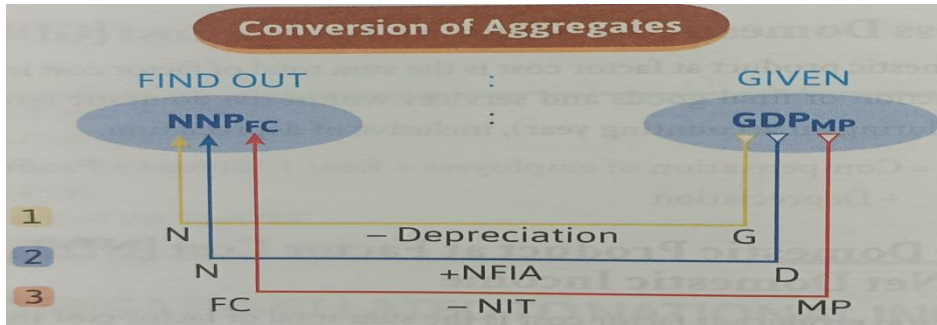 Conversion of Aggregates
FIND OUT : GIVEN
NNPFC : GDPMP
1 N – Depreciation G
2 N +NFIA D
3 FC – NIT MP